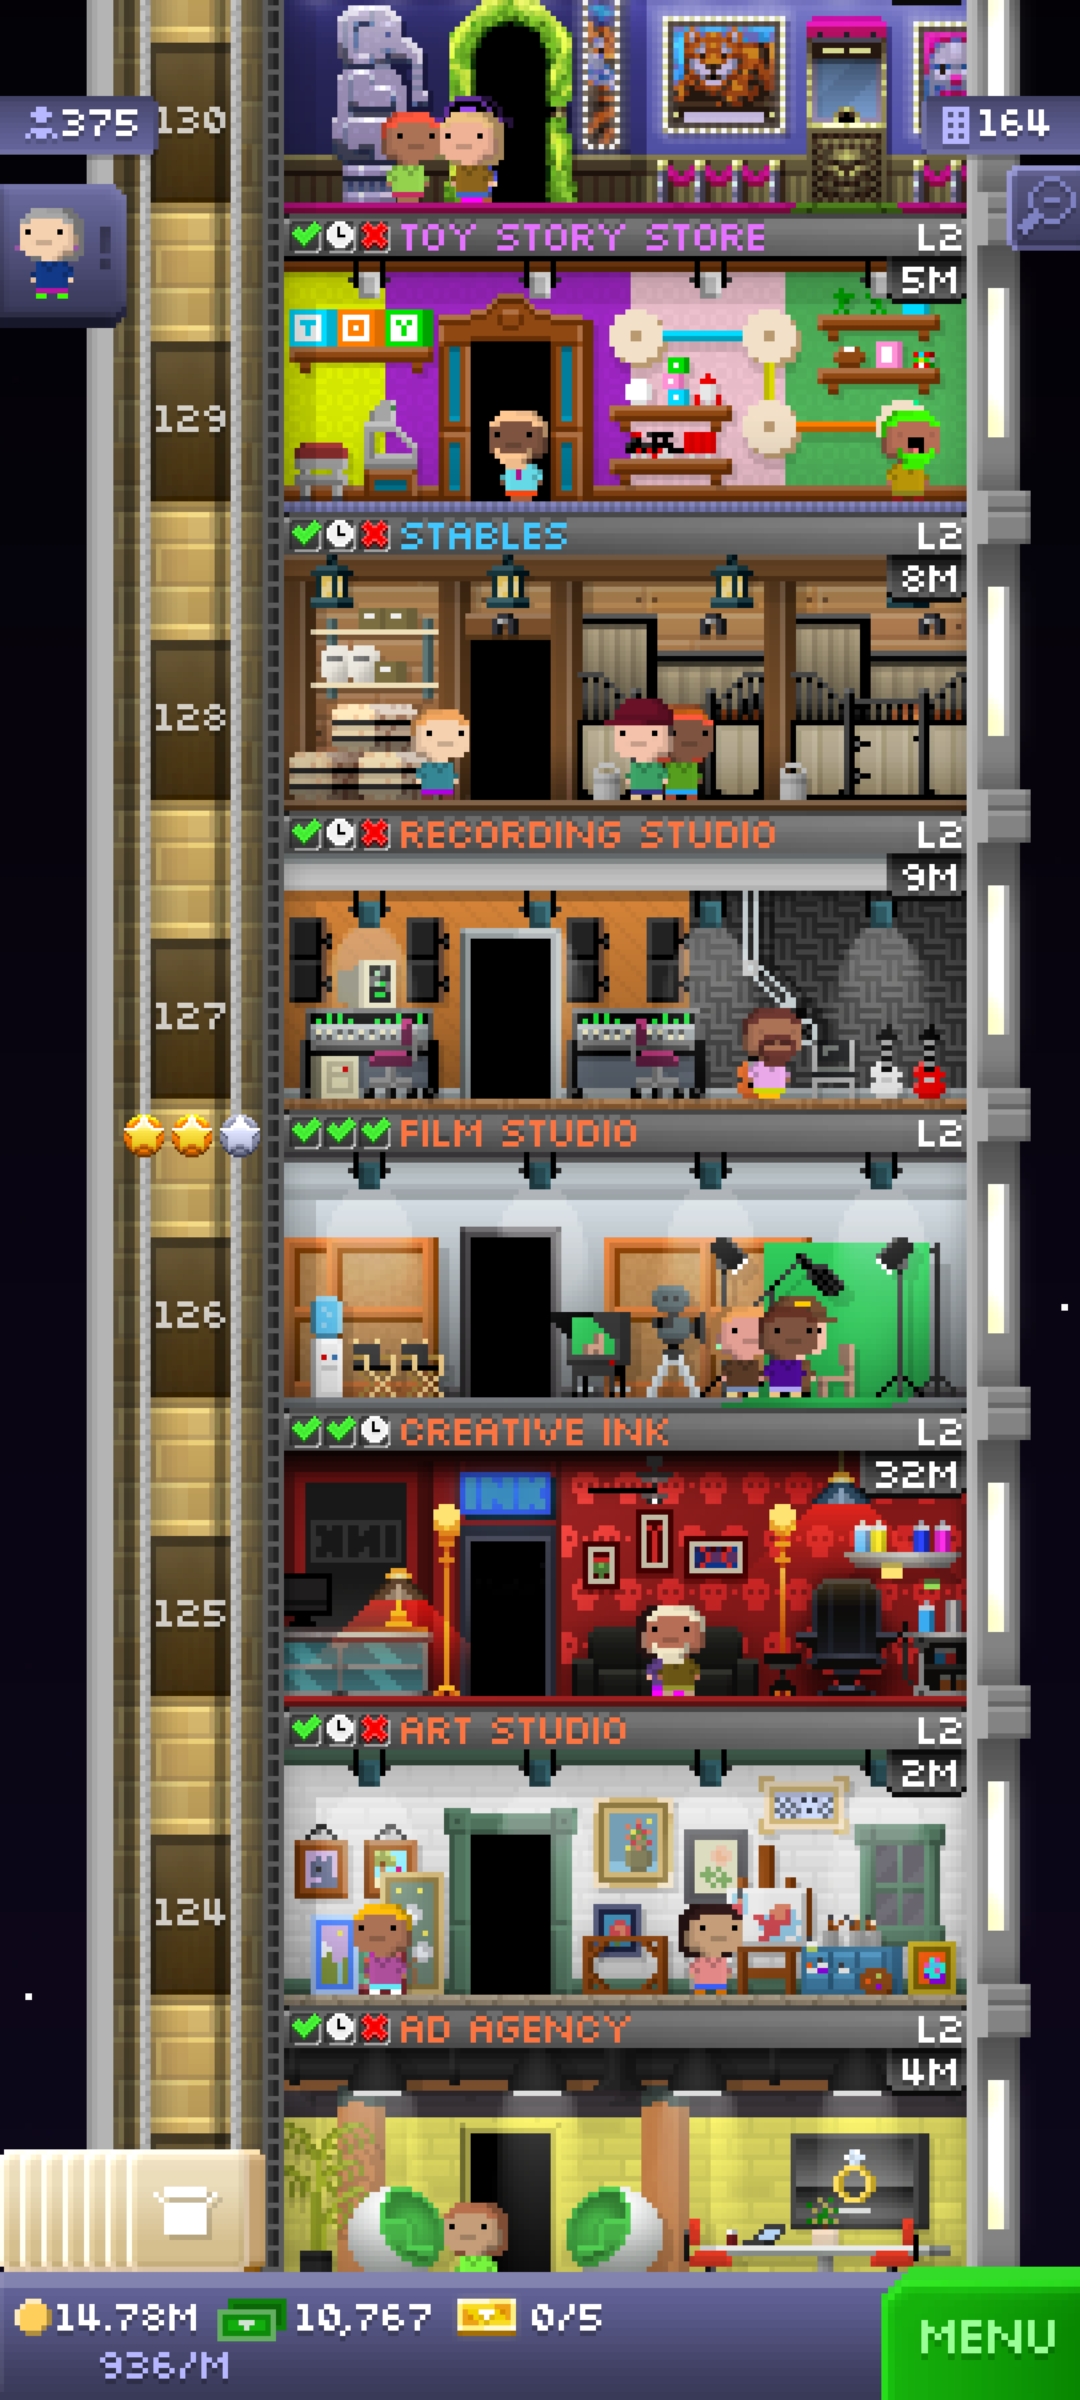 375
130
164
TOY STORY STORE L2
5M
TOY
129
STABLES L2
8M
128
RECORDING STUDIO L2
9M
127
FILM STUDIO L2
126
CREATIVE INK L2
32M
INK
INK
125
ART STUDIO L2
2M
124
AD AGENCY L2
4M
14.78M 10,767 0/5
936/M
MENU